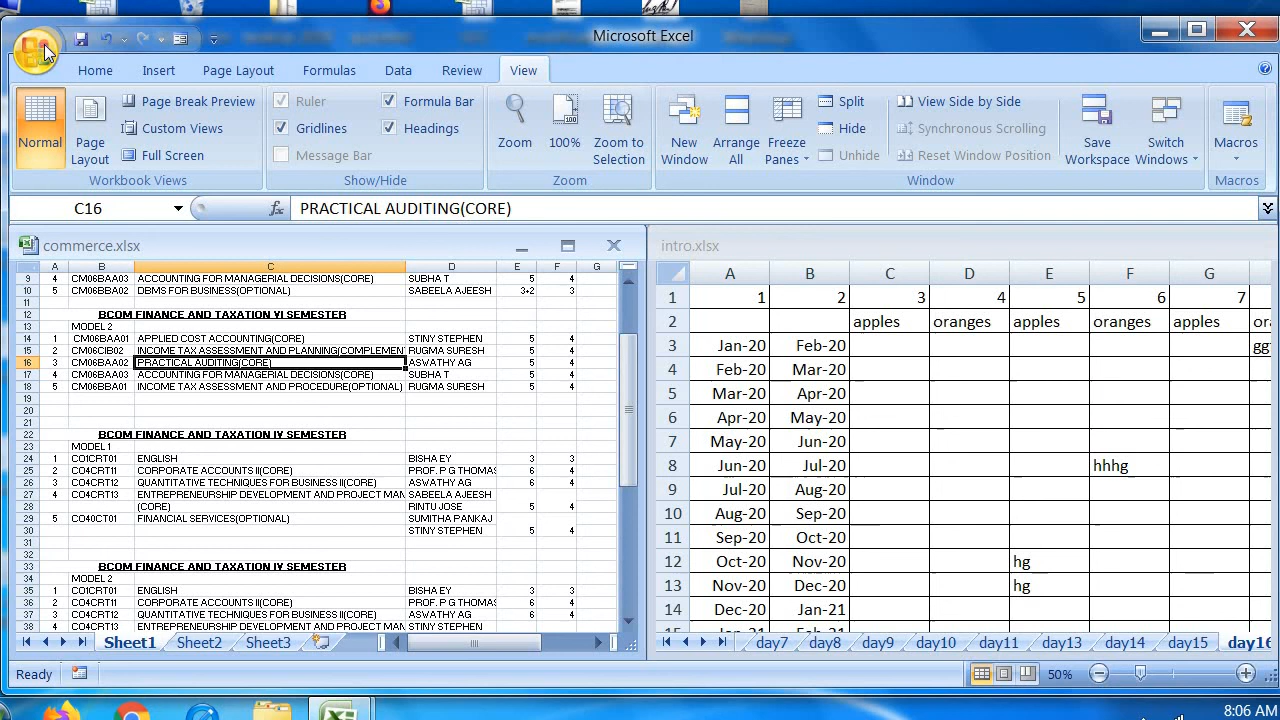 Microsoft Excel
Home Insert Page Layout Formulas Data Review View
Normal
Page Layout
Page Break Preview
Custom Views
Full Screen
Workbook Views
Ruler
Gridlines
Message Bar
Formula Bar
Headings
Show/Hide
Zoom
100%
Zoom to Selection
Zoom
New Window
Arrange All
Freeze Panes
Split
Hide
Unhide
View Side by Side
Synchronous Scrolling
Reset Window Position
Window
Save Workspace
Switch Windows
Macros
Macros
C16 fx PRACTICAL AUDITING(CORE)
commerce.xlsx
A B C D E F G
9 4 CM06BAA03 ACCOUNTING FOR MANAGERIAL DECISIONS(CORE) SUBHA T 5 4
10 5 CM06BBA02 DBMS FOR BUSINESS(OPTIONAL) SABEELA AJEESH 3+2 3
11
12 BCOM FINANCE AND TAXATION VI SEMESTER
13 MODEL 2
14 1 CM06BAA01 APPLIED COST ACCOUNTING(CORE) STINY STEPHEN 5 4
15 2 CM06CIB02 INCOME TAX ASSESSMENT AND PLANNING(COMPLEMEN RUGMA SURESH 5 4
16 3 CM06BAA02 PRACTICAL AUDITING(CORE) ASWATHY AG 5 4
17 4 CM06BAA03 ACCOUNTING FOR MANAGERIAL DECISIONS(CORE) SUBHA T 5 4
18 5 CM06BBA01 INCOME TAX ASSESSMENT AND PROCEDURE(OPTIONAL) RUGMA SURESH 5 4
19
20
21
22 BCOM FINANCE AND TAXATION IV SEMESTER
23 MODEL 1
24 1 CO1CRT01 ENGLISH BISHA EY 3 3
25 2 CO4CRT11 CORPORATE ACCOUNTS II(CORE) PROF. P G THOMAS 6 4
26 3 CO4CRT12 QUANTITATIVE TECHNIQUES FOR BUSINESS II(CORE) ASWATHY AG 6 4
27 4 CO4CRT13 ENTREPRENEURSHIP DEVELOPMENT AND PROJECT MAN SABEELA AJEESH
28 (CORE) RINTU JOSE 5 4
29 5 CO40CT01 FINANCIAL SERVICES(OPTIONAL) SUMITHA PANKAJ
30 STINY STEPHEN 5 4
31
32
33 BCOM FINANCE AND TAXATION IV SEMESTER
34 MODEL 2
35 1 CO1CRT01 ENGLISH BISHA EY 3 3
36 2 CO4CRT11 CORPORATE ACCOUNTS II(CORE) PROF. P G THOMAS 6 4
37 3 CO4CRT12 QUANTITATIVE TECHNIQUES FOR BUSINESS II(CORE) ASWATHY AG 6 4
38 4 CO4CRT13 ENTREPRENEURSHIP DEVELOPMENT AND PROJECT MAN STINY STEPHEN 5 4
Sheet1 Sheet2 Sheet3
intro.xlsx
A B C D E F G
1 1 2 3 4 5 6 7
2 apples oranges apples oranges apples
3 Jan-20 Feb-20
4 Feb-20 Mar-20
5 Mar-20 Apr-20
6 Apr-20 May-20
7 May-20 Jun-20
8 Jun-20 Jul-20 hhhg
9 Jul-20 Aug-20
10 Aug-20 Sep-20
11 Sep-20 Oct-20
12 Oct-20 Nov-20 hg
13 Nov-20 Dec-20 hg
14 Dec-20 Jan-21
day7 day8 day9 day10 day11 day13 day14 day15 day16
Ready 50%
8:06 AM